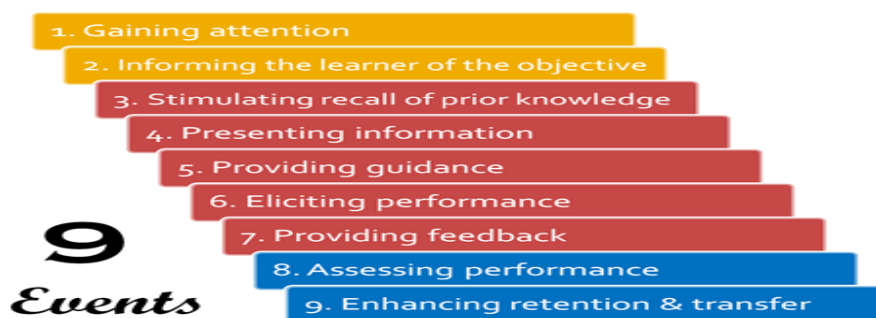 1. Gaining attention
2. Informing the learner of the objective
3. Stimulating recall of prior knowledge
4. Presenting information
5. Providing guidance
6. Eliciting performance
7. Providing feedback
8. Assessing performance
9. Enhancing retention & transfer
9
Events